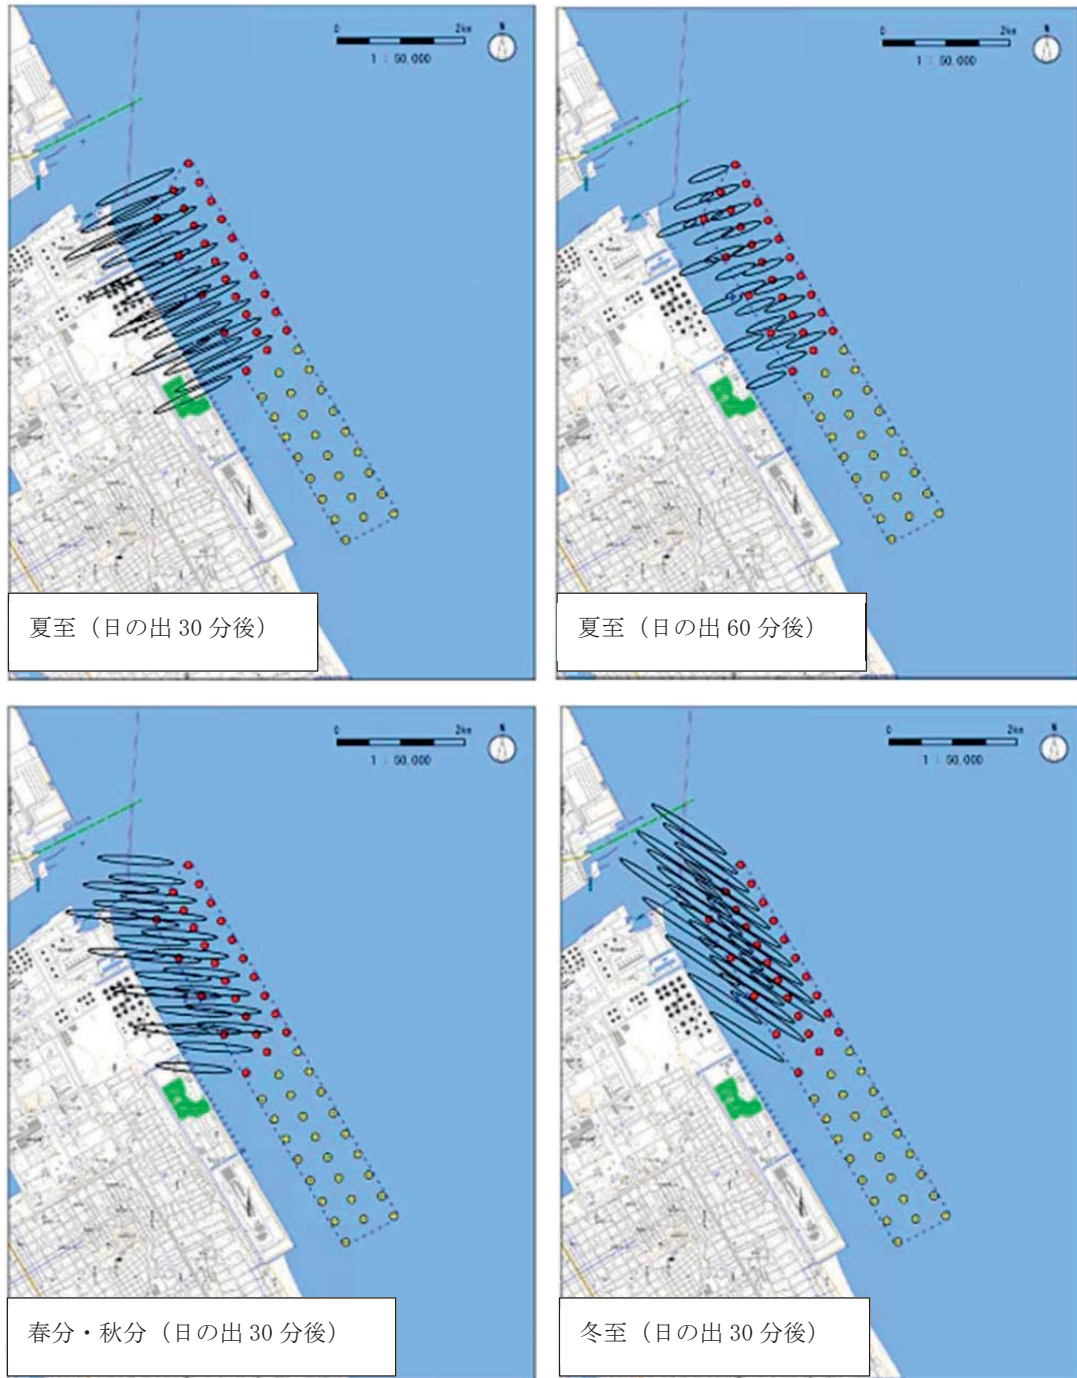 0 2km N
1 : 50,000
0 2km N
1 : 50,000
夏至（日の出 30 分後）
夏至（日の出 60 分後）
0 2km N
1 : 50,000
0 2km N
1 : 50,000
春分・秋分（日の出 30 分後）
冬至（日の出 30 分後）